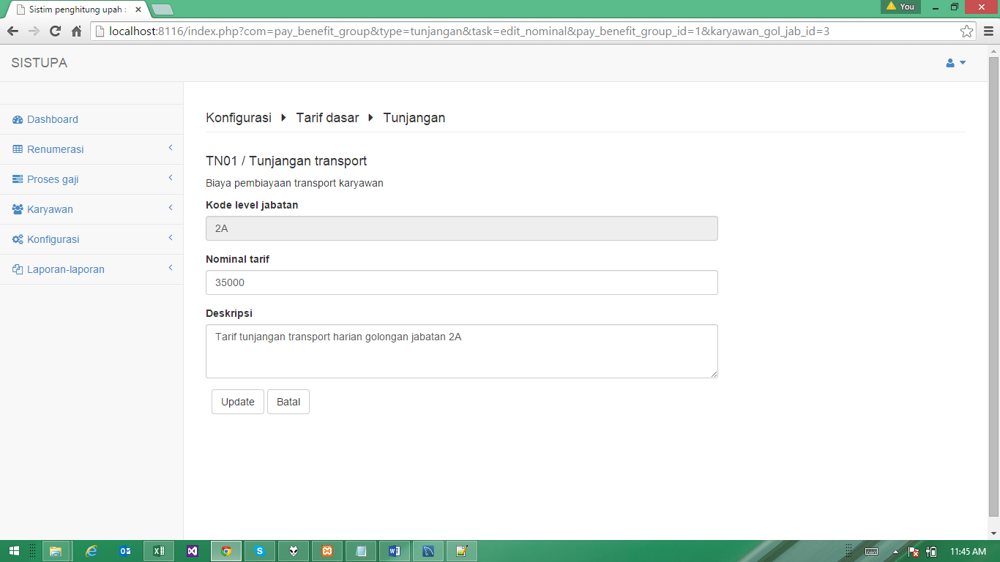 Sistim penghitung upah :
You
localhost:8116/index.php?com=pay_benefit_group&type=tunjangan&task=edit_nominal&pay_benefit_group_id=1&karyawan_gol_jab_id=3
SISTUPA
Dashboard
Renumerasi
Proses gaji
Karyawan
Konfigurasi
Laporan-laporan
Konfigurasi Tarif dasar Tunjangan
TN01 / Tunjangan transport
Biaya pembiayaan transport karyawan
Kode level jabatan
2A
Nominal tarif
35000
Deskripsi
Tarif tunjangan transport harian golongan jabatan 2A
Update Batal
11:45 AM